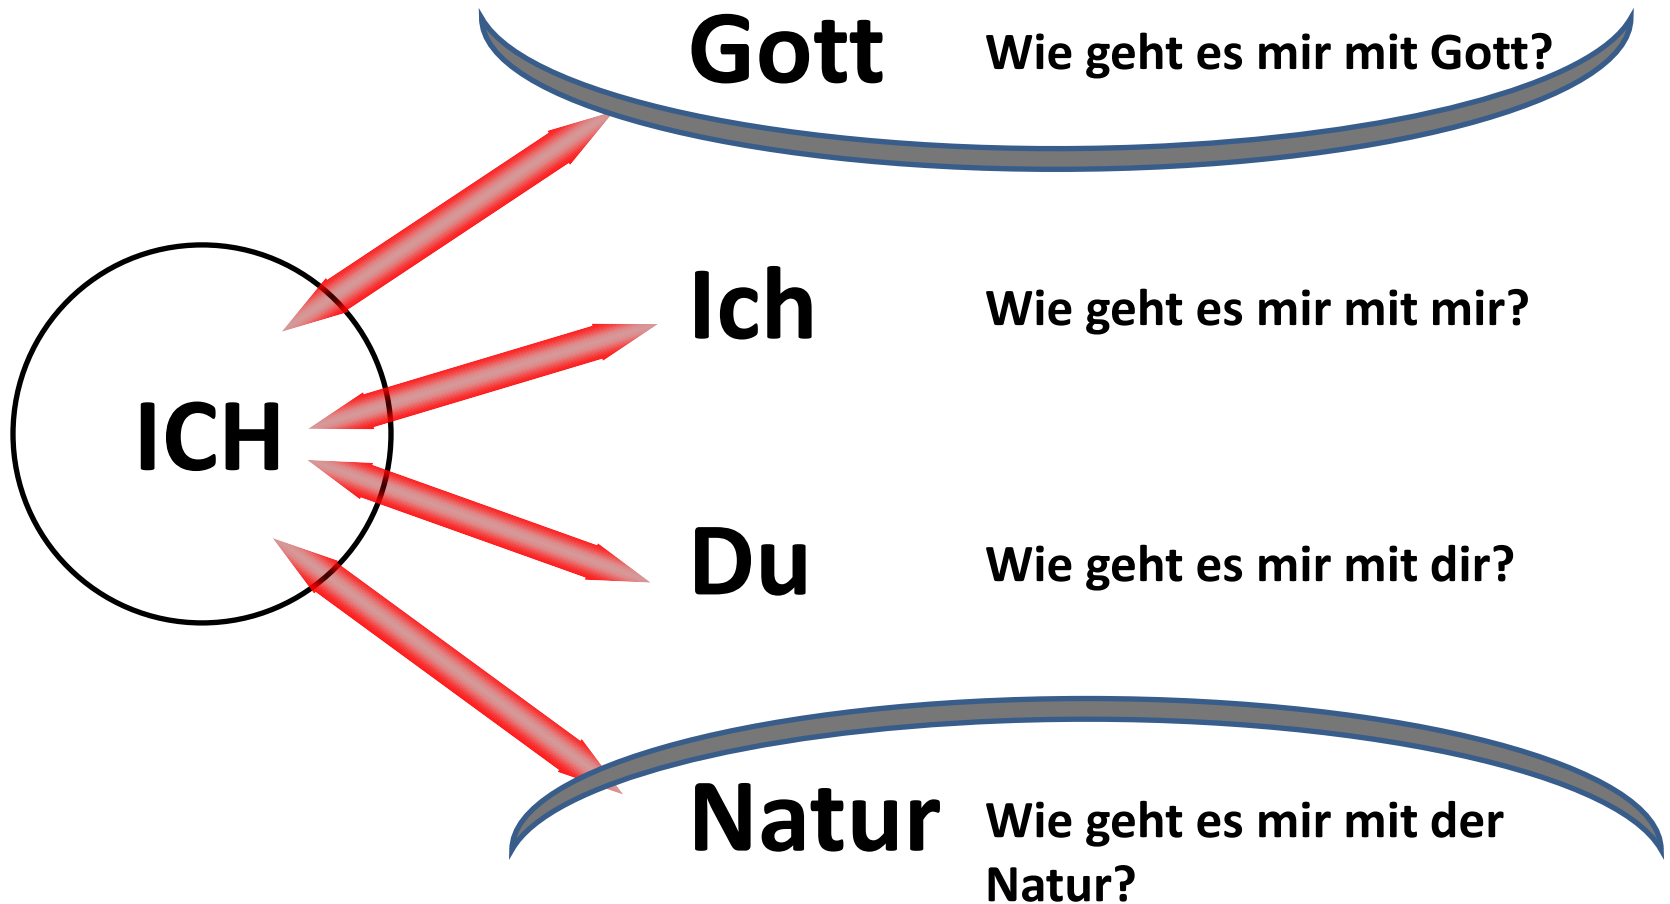 Gott Wie geht es mir mit Gott?
Ich Wie geht es mir mit mir?
ICH
Du Wie geht es mir mit dir?
Natur Wie geht es mir mit der
Natur?